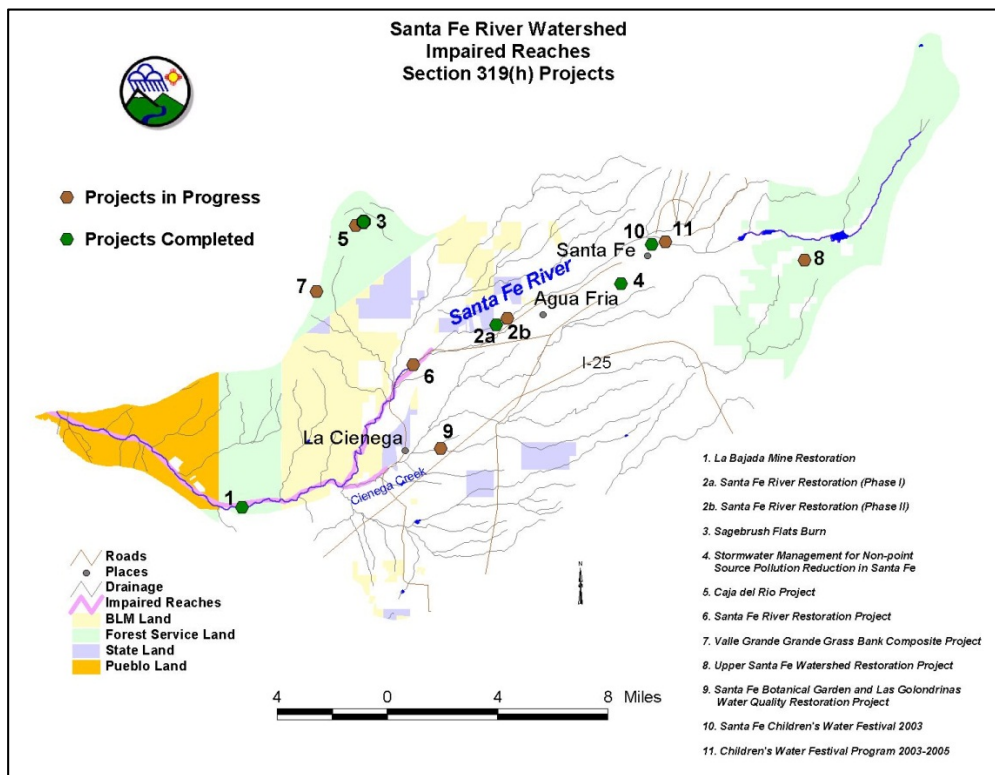 Santa Fe River Watershed
Impaired Reaches
Section 319(h) Projects
Projects in Progress
Projects Completed
5
3
7
10
11
Santa Fe
8
4
Santa Fe River
Agua Fria
2a
2b
I-25
6
La Cienega
9
Cienega Creek
1
Roads
Places
Drainage
Impaired Reaches
BLM Land
Forest Service Land
State Land
Pueblo Land
N
4
0
4
8
Miles
1. La Bajada Mine Restoration
2a. Santa Fe River Restoration (Phase I)
2b. Santa Fe River Restoration (Phase II)
3. Sagebrush Flats Burn
4. Stormwater Management for Non-point
Source Pollution Reduction in Santa Fe
5. Caja del Rio Project
6. Santa Fe River Restoration Project
7. Valle Grande Grande Grass Bank Composite Project
8. Upper Santa Fe Watershed Restoration Project
9. Santa Fe Botanical Garden and Las Golondrinas
Water Quality Restoration Project
10. Santa Fe Children's Water Festival 2003
11. Children's Water Festival Program 2003-2005